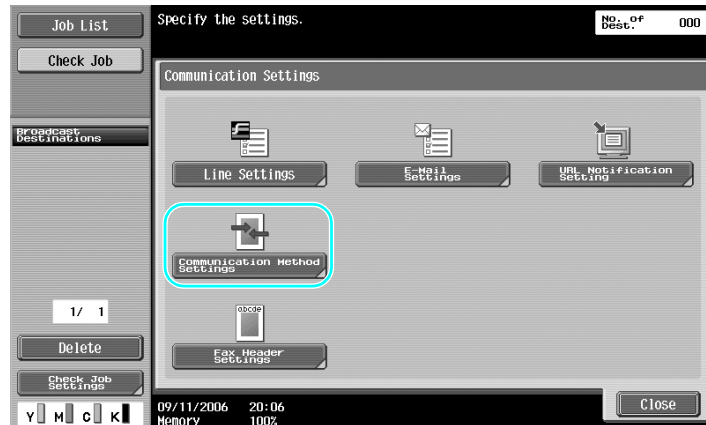 Job List
Check Job
Broadcast
Destinations
1/ 1
Delete
Check Job
Settings
Y M C K
Specify the settings.
No. of
Dest.
000
Communication Settings
Line Settings
E-Mail
Settings
URL Notification
Setting
Communication Method
Settings
abcde
Fax Header
Settings
09/11/2006 20:06
Memory 100%
Close